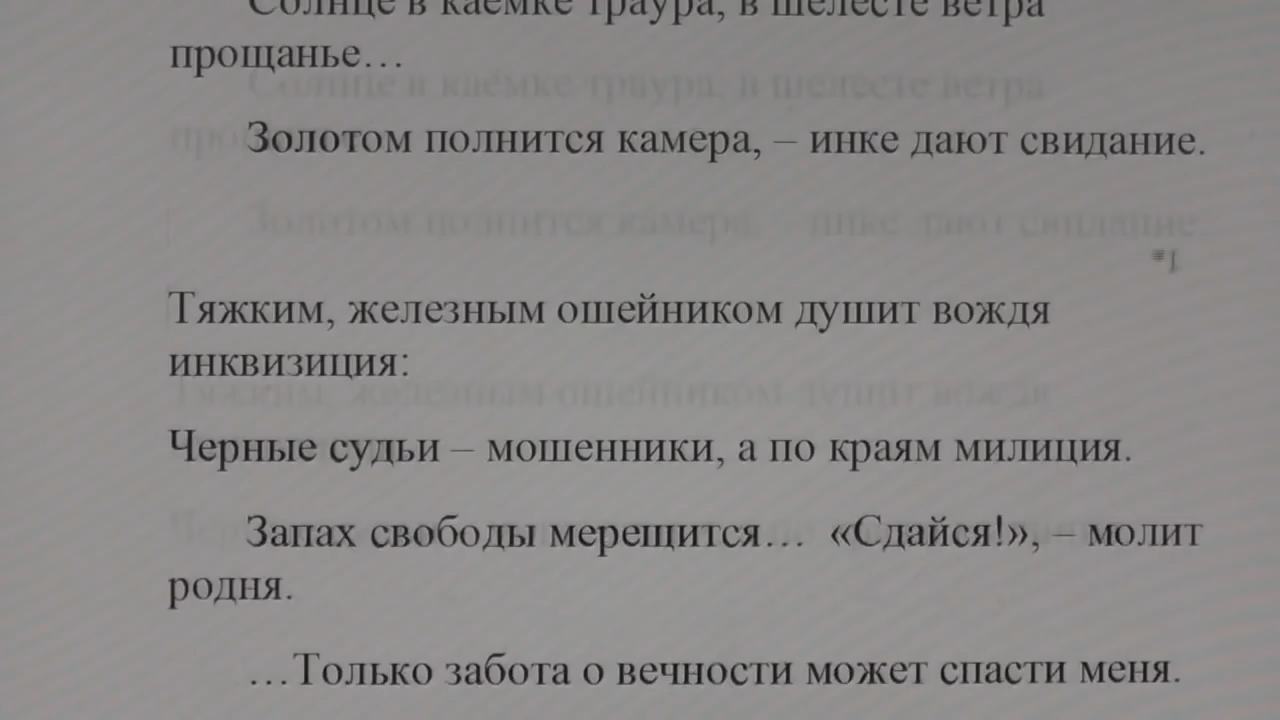 Солнце в каемке траура, в шелесте ветра
прощанье…
Золотом полнится камера, – инке дают свидание.
Тяжким, железным ошейником душит вождя
инквизиция:
Черные судьи – мошенники, а по краям милиция.
Запах свободы мерещится… «Сдайся!», – молит
родня.
…Только забота о вечности может спасти меня.